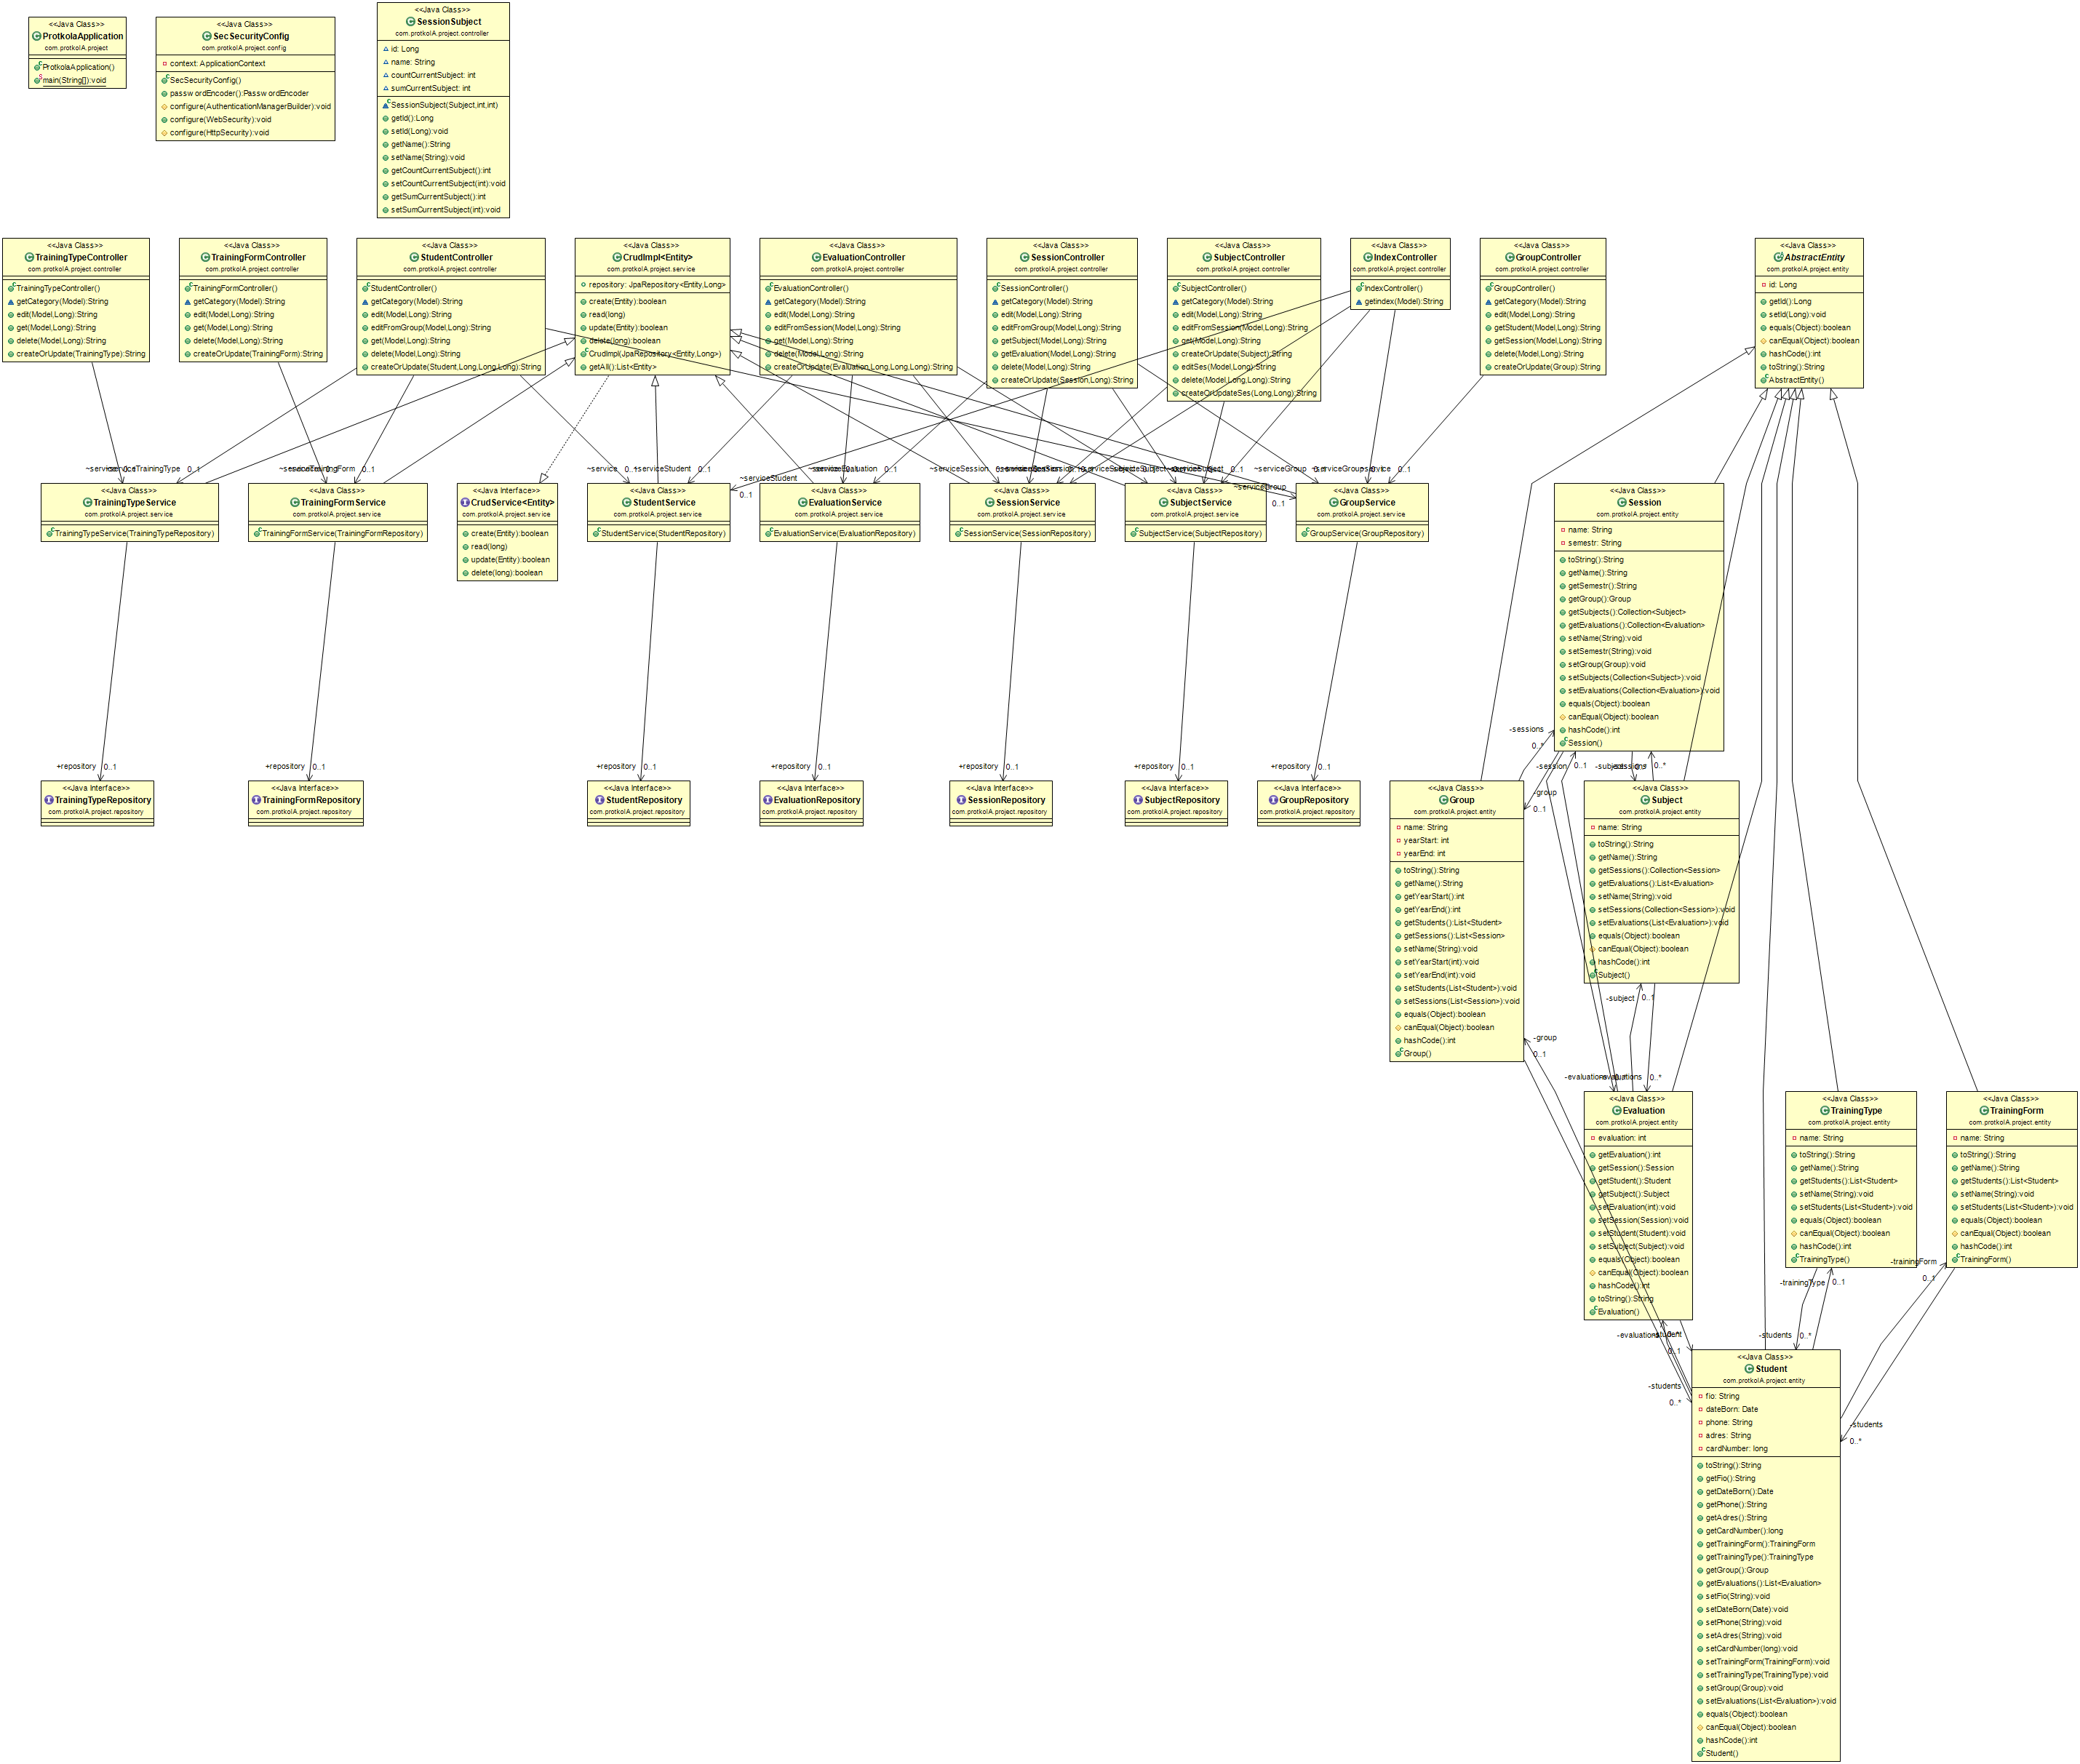 <<Java Class>>
ProtkolaApplication
com.protkolA.project
ProtkolaApplication()
main(String[]):void
<<Java Class>>
SecSecurityConfig
com.protkolA.project.config
context: ApplicationContext
SecSecurityConfig()
passw ordEncoder():Passw ordEncoder
configure(AuthenticationManagerBuilder):void
configure(WebSecurity):void
configure(HttpSecurity):void
<<Java Class>>
SessionSubject
com.protkolA.project.controller
id: Long
name: String
countCurrentSubject: int
sumCurrentSubject: int
SessionSubject(Subject,int,int)
getId():Long
setId(Long):void
getName():String
setName(String):void
getCountCurrentSubject():int
setCountCurrentSubject(int):void
getSumCurrentSubject():int
setSumCurrentSubject(int):void
<<Java Class>>
TrainingTypeController
com.protkolA.project.controller
TrainingTypeController()
getCategory(Model):String
edit(Model,Long):String
get(Model,Long):String
delete(Model,Long):String
createOrUpdate(TrainingType):String
<<Java Class>>
TrainingFormController
com.protkolA.project.controller
TrainingFormController()
getCategory(Model):String
edit(Model,Long):String
get(Model,Long):String
delete(Model,Long):String
createOrUpdate(TrainingForm):String
<<Java Class>>
StudentController
com.protkolA.project.controller
StudentController()
getCategory(Model):String
edit(Model,Long):String
editFromGroup(Model,Long):String
get(Model,Long):String
delete(Model,Long):String
createOrUpdate(Student,Long,Long,Long):String
<<Java Class>>
CrudImpl<Entity>
com.protkolA.project.service
repository: JpaRepository<Entity,Long>
create(Entity):boolean
read(long)
update(Entity):boolean
delete(long):boolean
CrudImpl(JpaRepository<Entity,Long>)
getAll():List<Entity>
<<Java Class>>
EvaluationController
com.protkolA.project.controller
EvaluationController()
getCategory(Model):String
edit(Model,Long):String
editFromSession(Model,Long):String
get(Model,Long):String
delete(Model,Long):String
createOrUpdate(Evaluation,Long,Long,Long):String
<<Java Class>>
SessionController
com.protkolA.project.controller
SessionController()
getCategory(Model):String
edit(Model,Long):String
editFromGroup(Model,Long):String
getSubject(Model,Long):String
getEvaluation(Model,Long):String
delete(Model,Long):String
createOrUpdate(Session,Long):String
<<Java Class>>
SubjectController
com.protkolA.project.controller
SubjectController()
getCategory(Model):String
edit(Model,Long):String
editFromSession(Model,Long):String
get(Model,Long):String
createOrUpdate(Subject):String
editSes(Model,Long):String
delete(Model,Long,Long):String
createOrUpdateSes(Long,Long):String
<<Java Class>>
IndexController
com.protkolA.project.controller
IndexController()
getindex(Model):String
<<Java Class>>
GroupController
com.protkolA.project.controller
GroupController()
getCategory(Model):String
edit(Model,Long):String
getStudent(Model,Long):String
getSession(Model,Long):String
delete(Model,Long):String
createOrUpdate(Group):String
<<Java Class>>
AbstractEntity
com.protkolA.project.entity
id: Long
getId():Long
setId(Long):void
equals(Object):boolean
canEqual(Object):boolean
hashCode():int
toString():String
AbstractEntity()
~serviceTrainingType 0..1
~service 0..1
~serviceStudent 0..1
~serviceStudent
0..1
~serviceSession
~serviceGroup
~serviceGroup
0..1
<<Java Class>>
TrainingTypeService
com.protkolA.project.service
TrainingTypeService(TrainingTypeRepository)
<<Java Class>>
TrainingFormService
com.protkolA.project.service
TrainingFormService(TrainingFormRepository)
<<Java Interface>>
CrudService<Entity>
com.protkolA.project.service
create(Entity):boolean
read(long)
update(Entity):boolean
delete(long):boolean
<<Java Class>>
StudentService
com.protkolA.project.service
StudentService(StudentRepository)
<<Java Class>>
EvaluationService
com.protkolA.project.service
EvaluationService(EvaluationRepository)
<<Java Class>>
SessionService
com.protkolA.project.service
SessionService(SessionRepository)
<<Java Class>>
SubjectService
com.protkolA.project.service
SubjectService(SubjectRepository)
<<Java Class>>
GroupService
com.protkolA.project.service
GroupService(GroupRepository)
<<Java Class>>
Session
com.protkolA.project.entity
name: String
semestr: String
toString():String
getName():String
getSemestr():String
getGroup():Group
getSubjects():Collection<Subject>
getEvaluations():Collection<Evaluation>
setName(String):void
setSemestr(String):void
setGroup(Group):void
setSubjects(Collection<Subject>):void
setEvaluations(Collection<Evaluation>):void
equals(Object):boolean
canEqual(Object):boolean
hashCode():int
Session()
+repository 0..1
+repository 0..1
+repository 0..1
+repository 0..1
+repository 0..1
+repository 0..1
+repository 0..1
<<Java Interface>>
TrainingTypeRepository
com.protkolA.project.repository
<<Java Interface>>
TrainingFormRepository
com.protkolA.project.repository
<<Java Interface>>
StudentRepository
com.protkolA.project.repository
<<Java Interface>>
EvaluationRepository
com.protkolA.project.repository
<<Java Interface>>
SessionRepository
com.protkolA.project.repository
<<Java Interface>>
SubjectRepository
com.protkolA.project.repository
<<Java Interface>>
GroupRepository
com.protkolA.project.repository
-sessions
0..*
-session 0..1
0..*
-group
0..1
<<Java Class>>
Group
com.protkolA.project.entity
name: String
yearStart: int
yearEnd: int
toString():String
getName():String
getYearStart():int
getYearEnd():int
getStudents():List<Student>
getSessions():List<Session>
setName(String):void
setYearStart(int):void
setYearEnd(int):void
setStudents(List<Student>):void
setSessions(List<Session>):void
equals(Object):boolean
canEqual(Object):boolean
hashCode():int
Group()
<<Java Class>>
Subject
com.protkolA.project.entity
name: String
toString():String
getName():String
getSessions():Collection<Session>
getEvaluations():List<Evaluation>
setName(String):void
setSessions(Collection<Session>):void
setEvaluations(List<Evaluation>):void
equals(Object):boolean
canEqual(Object):boolean
hashCode():int
Subject()
-subject 0..1
-group
0..1
-evaluations 0..*
<<Java Class>>
Evaluation
com.protkolA.project.entity
evaluation: int
getEvaluation():int
getSession():Session
getStudent():Student
getSubject():Subject
setEvaluation(int):void
setSession(Session):void
setStudent(Student):void
setSubject(Subject):void
equals(Object):boolean
canEqual(Object):boolean
hashCode():int
toString():String
Evaluation()
<<Java Class>>
TrainingType
com.protkolA.project.entity
name: String
toString():String
getName():String
getStudents():List<Student>
setName(String):void
setStudents(List<Student>):void
equals(Object):boolean
canEqual(Object):boolean
hashCode():int
TrainingType()
<<Java Class>>
TrainingForm
com.protkolA.project.entity
name: String
toString():String
getName():String
getStudents():List<Student>
setName(String):void
setStudents(List<Student>):void
equals(Object):boolean
canEqual(Object):boolean
hashCode():int
TrainingForm()
-trainingForm
0..1
-trainingType 0..1
-students 0..*
0..1
-students
0..*
-students
0..*
<<Java Class>>
Student
com.protkolA.project.entity
fio: String
dateBorn: Date
phone: String
adres: String
cardNumber: long
toString():String
getFio():String
getDateBorn():Date
getPhone():String
getAdres():String
getCardNumber():long
getTrainingForm():TrainingForm
getTrainingType():TrainingType
getGroup():Group
getEvaluations():List<Evaluation>
setFio(String):void
setDateBorn(Date):void
setPhone(String):void
setAdres(String):void
setCardNumber(long):void
setTrainingForm(TrainingForm):void
setTrainingType(TrainingType):void
setGroup(Group):void
setEvaluations(List<Evaluation>):void
equals(Object):boolean
canEqual(Object):boolean
hashCode():int
Student()